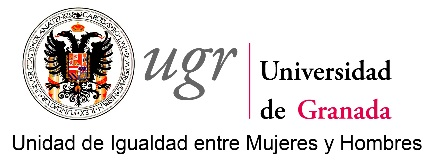 ugr
Universidad
de Granada
Unidad de Igualdad entre Mujeres y Hombres